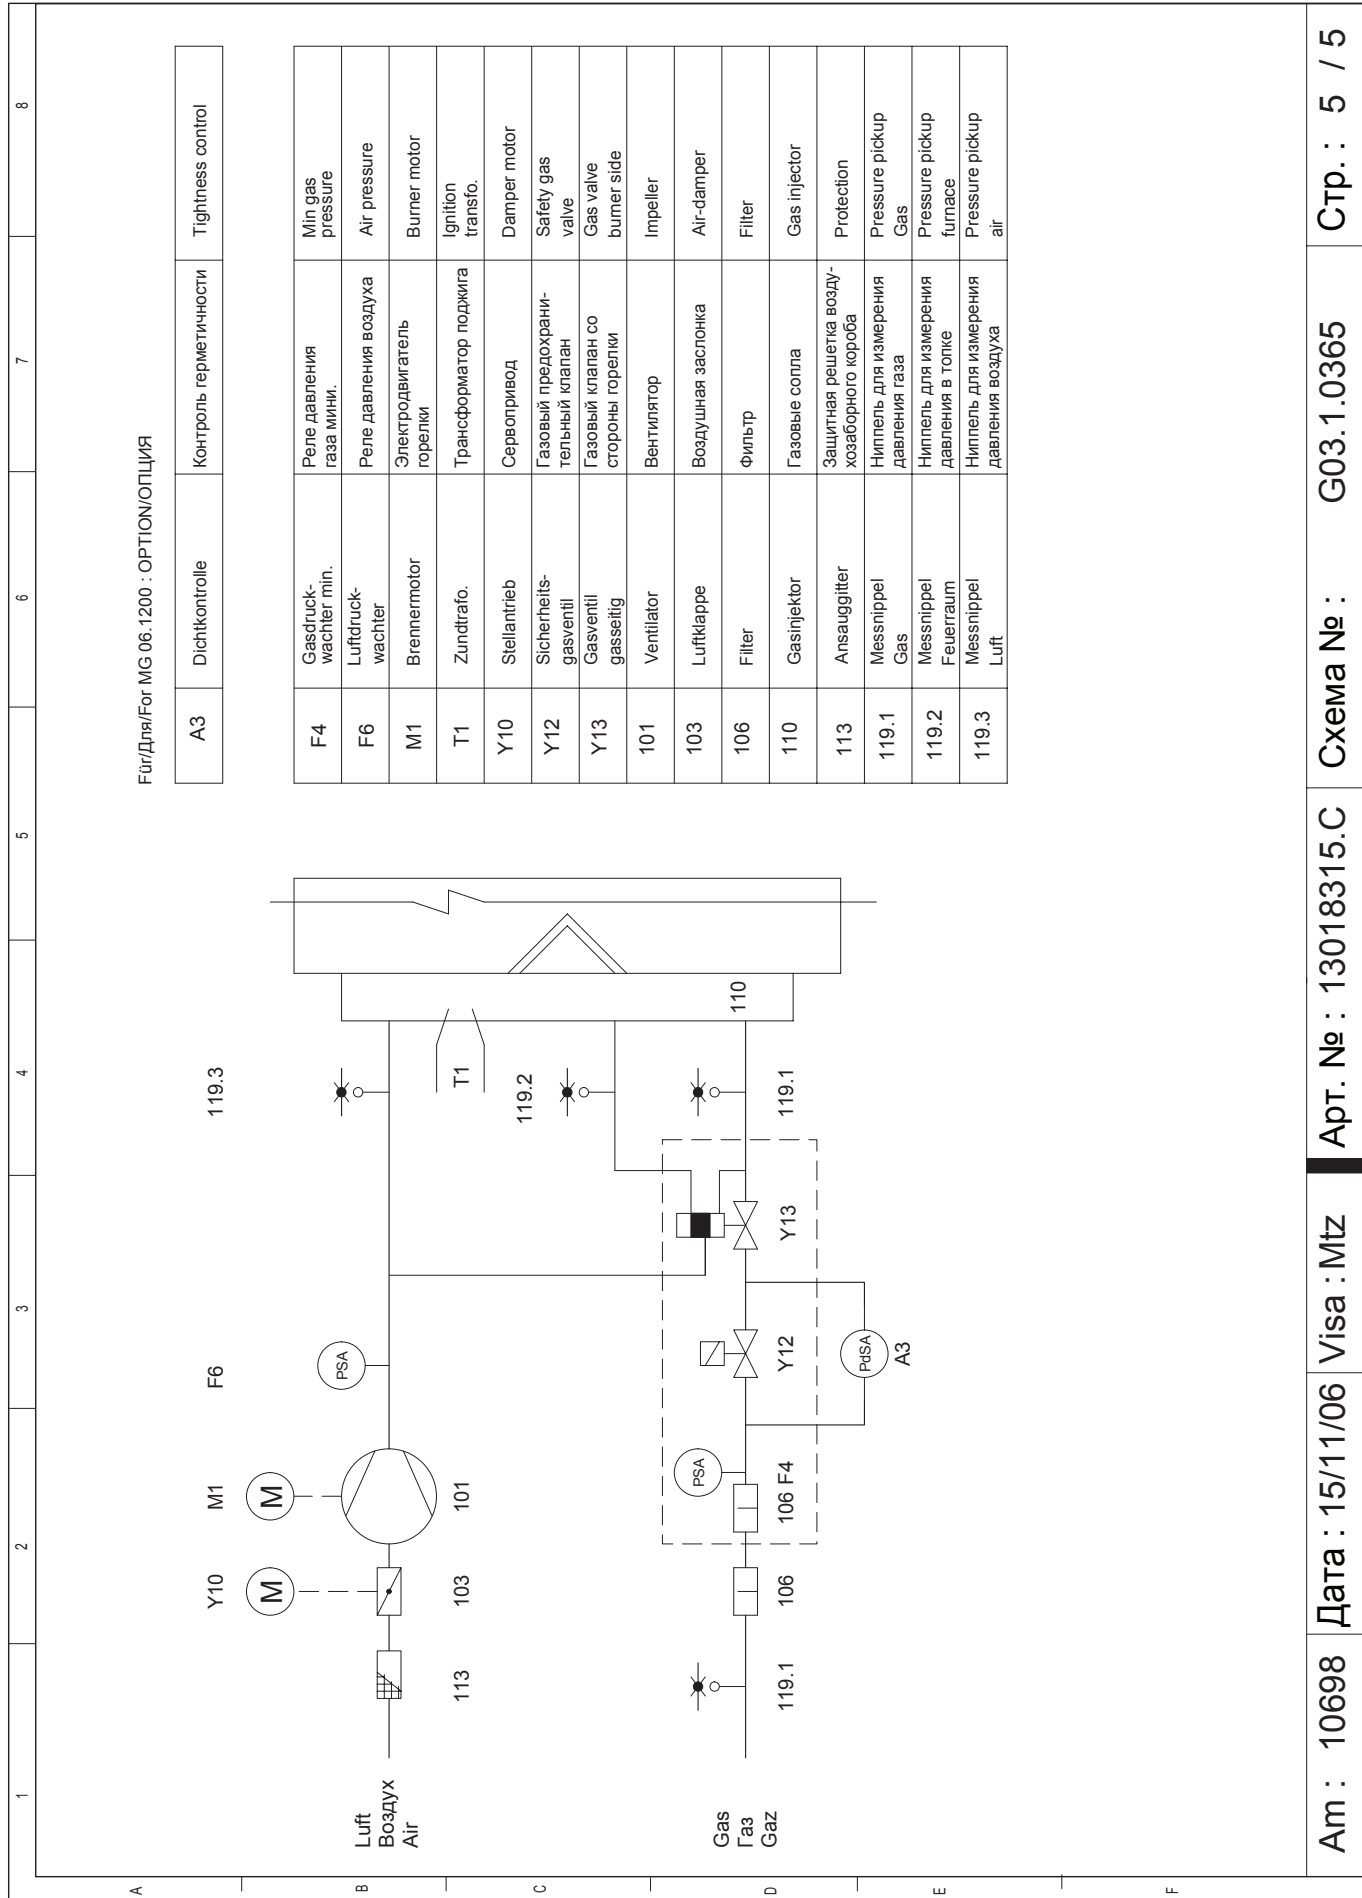 1 2 3 4 5 6 7 8
A
B
C
D
E
F
Für/Для/For MG 06.1200 : OPTION/ОПЦИЯ
A3 Dichtkontrolle Контроль герметичности Tightness control
F4 Gasdruck- Реле давления Min gas
wachter min. газа мини. pressure
F6 Luftdruck- Реле давления воздуха Air pressure
wachter
M1 Brennermotor Электродвигатель Burner motor
горелки
T1 Zundtrafo. Трансформатор поджига Ignition
transfo.
Y10 Stellantrieb Сервопривод Damper motor
Y12 Sicherheits- Газовый предохрани- Safety gas
gasventil тельный клапан valve
Y13 Gasventil Газовый клапан со Gas valve
gasseitig стороны горелки burner side
101 Ventilator Вентилятор Impeller
103 Luftklappe Воздушная заслонка Air-damper
106 Filter Фильтр Filter
110 Gasinjektor Газовые сопла Gas injector
113 Ansauggitter Защитная решетка возду- Protection
хозаборного короба
119.1 Messnippel Ниппель для измерения Pressure pickup
Gas давления газа Gas
119.2 Messnippel Ниппель для измерения Pressure pickup
Feuerraum давления в топке furnace
119.3 Messnippel Ниппель для измерения Pressure pickup
Luft давления воздуха air
Y10 M1 F6 119.3
M M
PSA
Luft
Воздух
Air
113 103 101
T1
119.2
PSA
110
Gas
Газ
Gaz
119.1 106 106 F4 Y12 Y13 119.1
PdSA
A3
Am : 10698 Дата : 15/11/06 Visa : Mtz Арт. № : 13018315.C Схема № : G03.1.0365 Стр. : 5 / 5